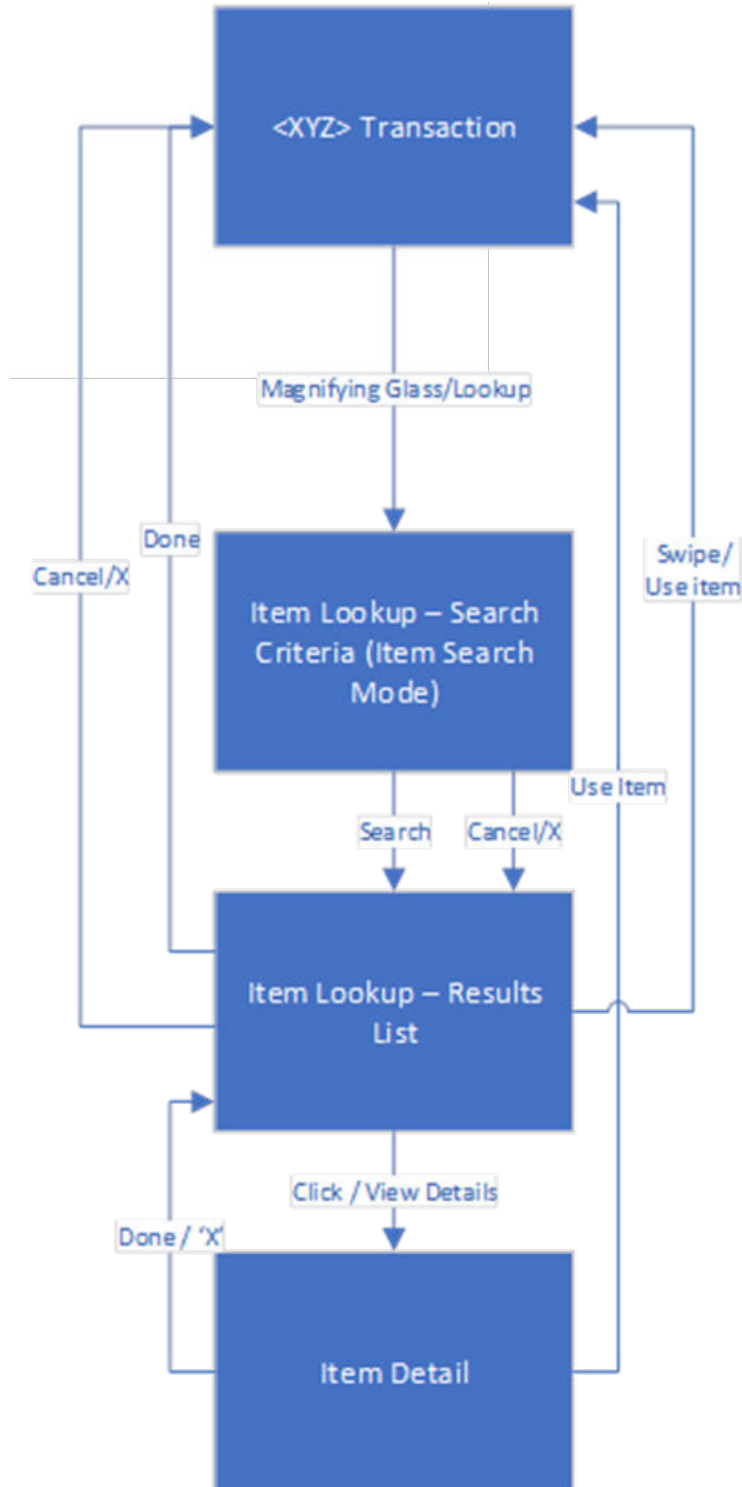 <XYZ> Transaction
Magnifying Glass/Lookup
Done
Cancel/X
Swipe/
Use item
Item Lookup – Search
Criteria (Item Search
Mode)
Use Item
Search
Cancel/X
Item Lookup – Results
List
Click / View Details
Done / ‘X’
Item Detail